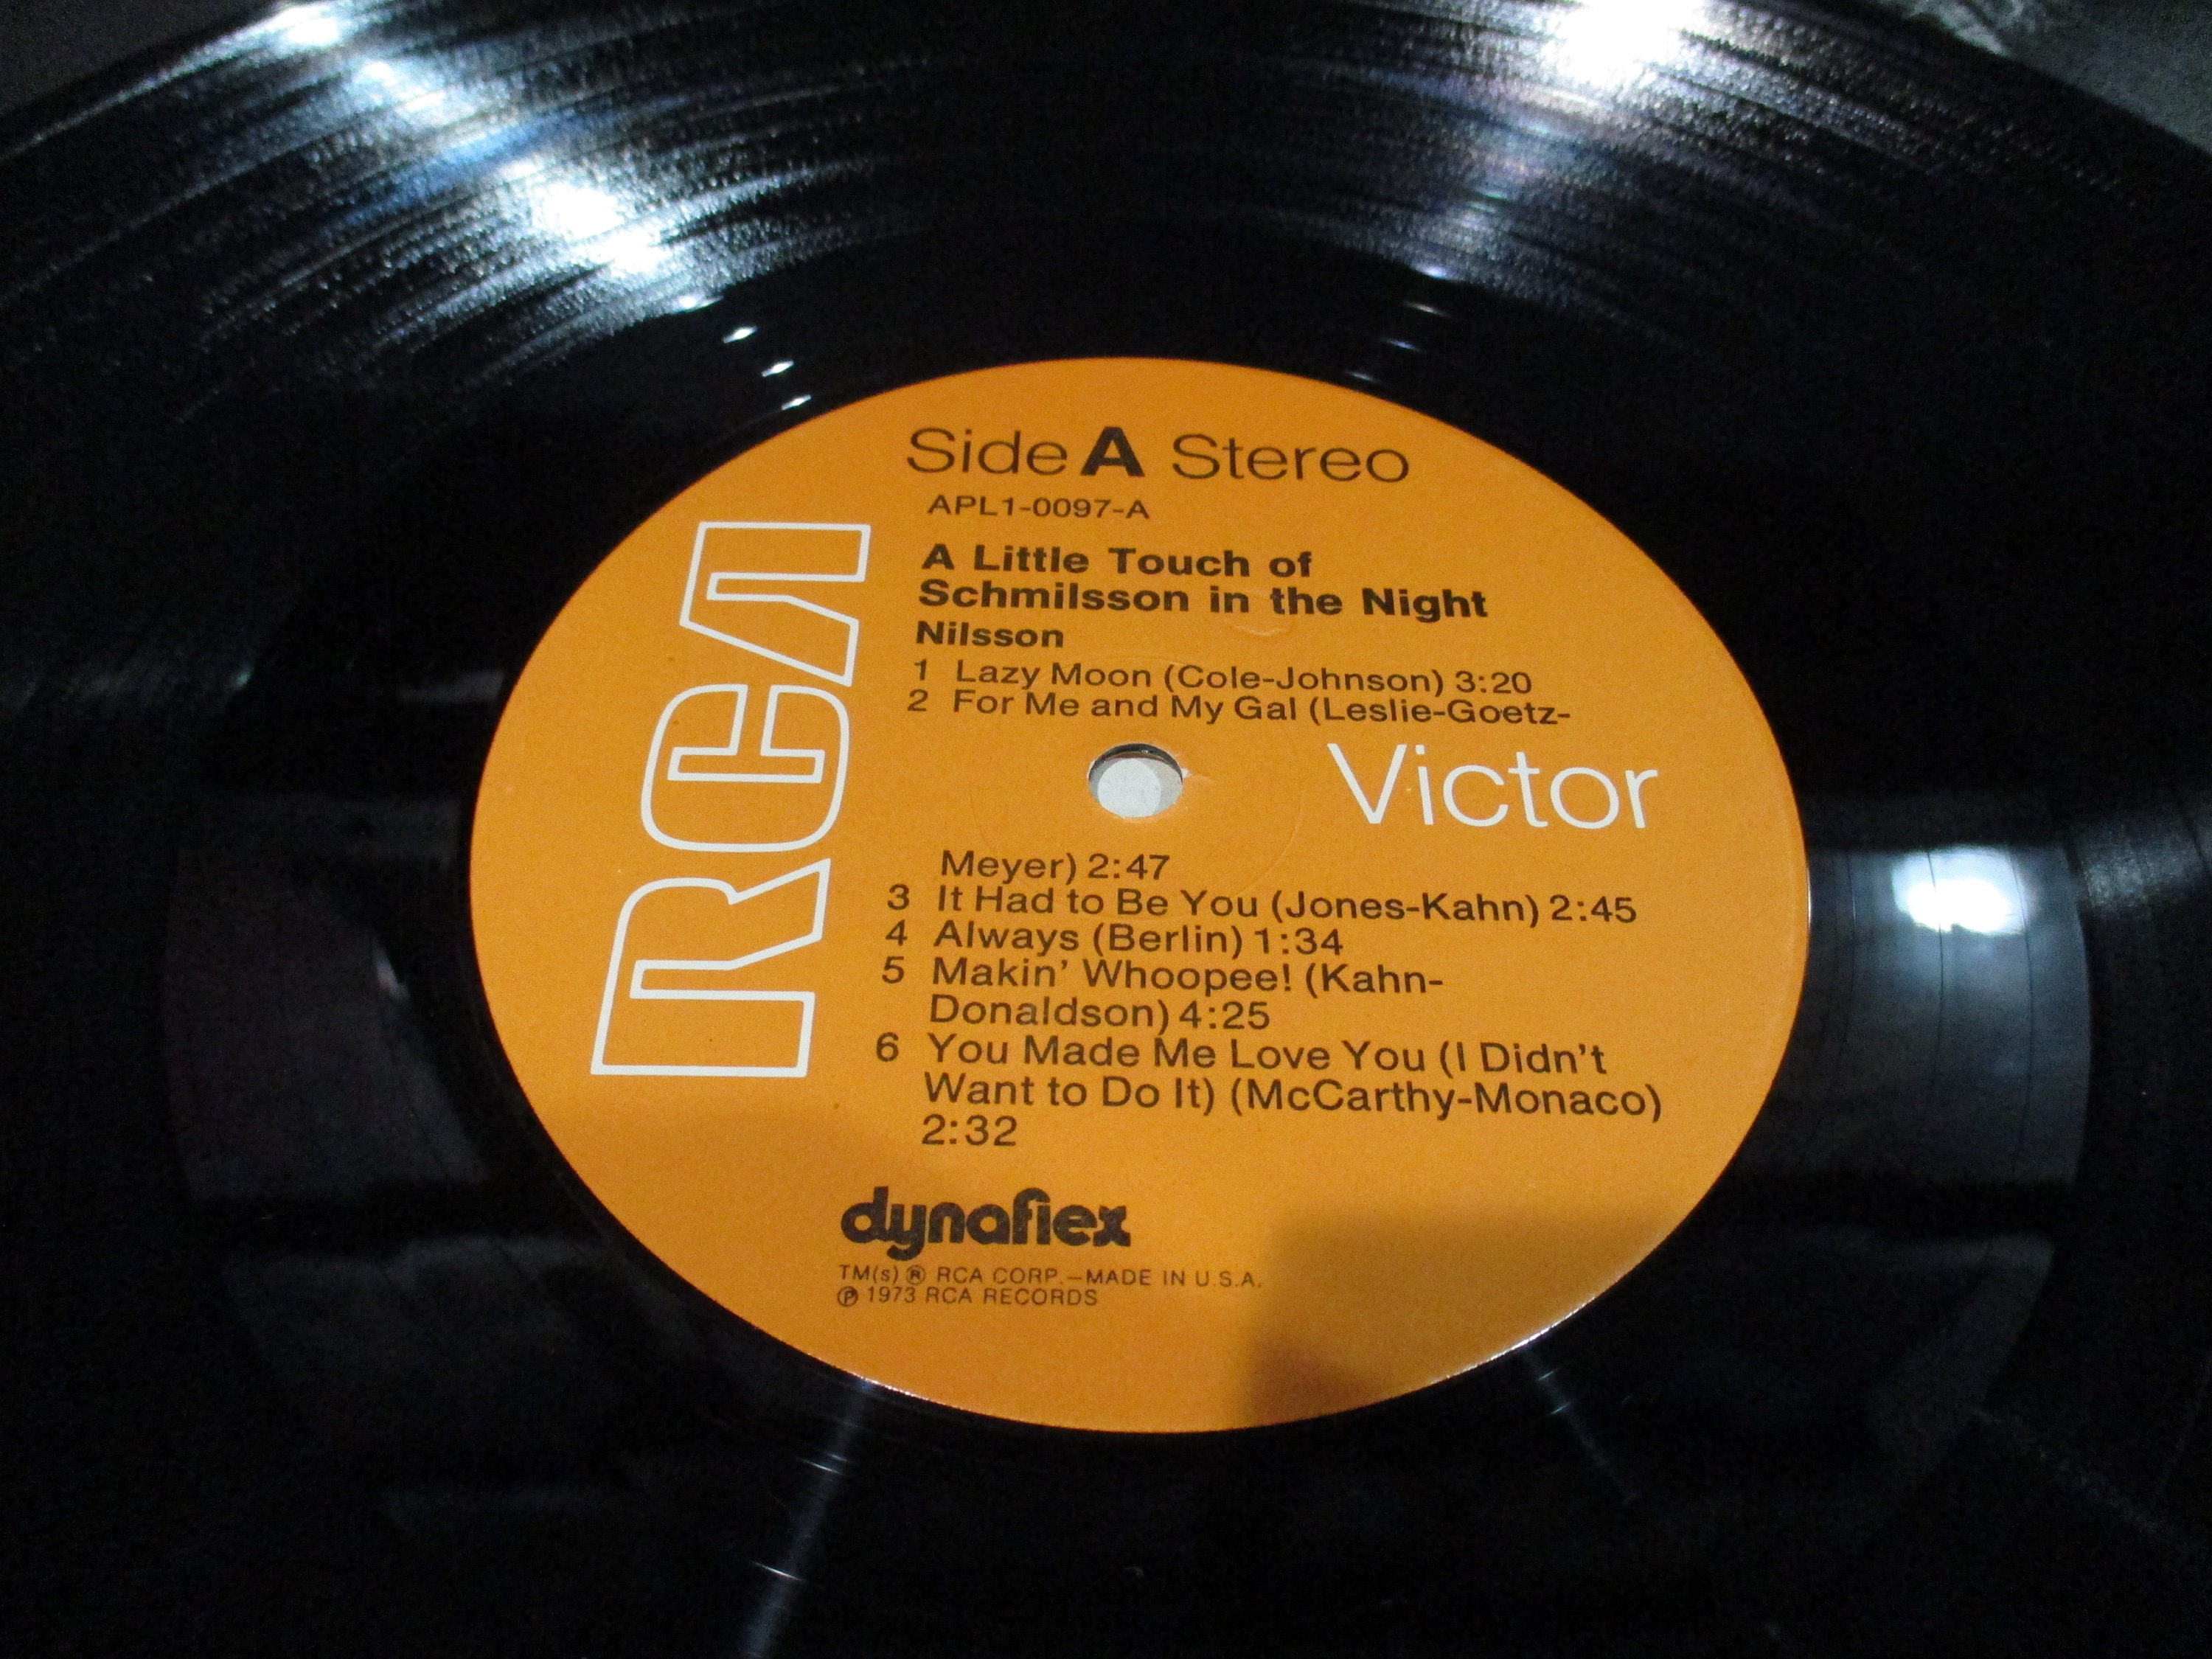 Side A Stereo
APL1-0097-A
A Little Touch of
Schmilsson in the Night
Nilsson
1 Lazy Moon (Cole-Johnson) 3:20
2 For Me and My Gal (Leslie-Goetz-
RCA Victor
Meyer) 2:47
3 It Had to Be You (Jones-Kahn) 2:45
4 Always (Berlin) 1:34
5 Makin' Whoopee! (Kahn-
Donaldson) 4:25
6 You Made Me Love You (I Didn't
Want to Do It) (McCarthy-Monaco)
2:32
dynaflex
TM(s) ® RCA CORP.—MADE IN U.S.A.
℗ 1973 RCA RECORDS